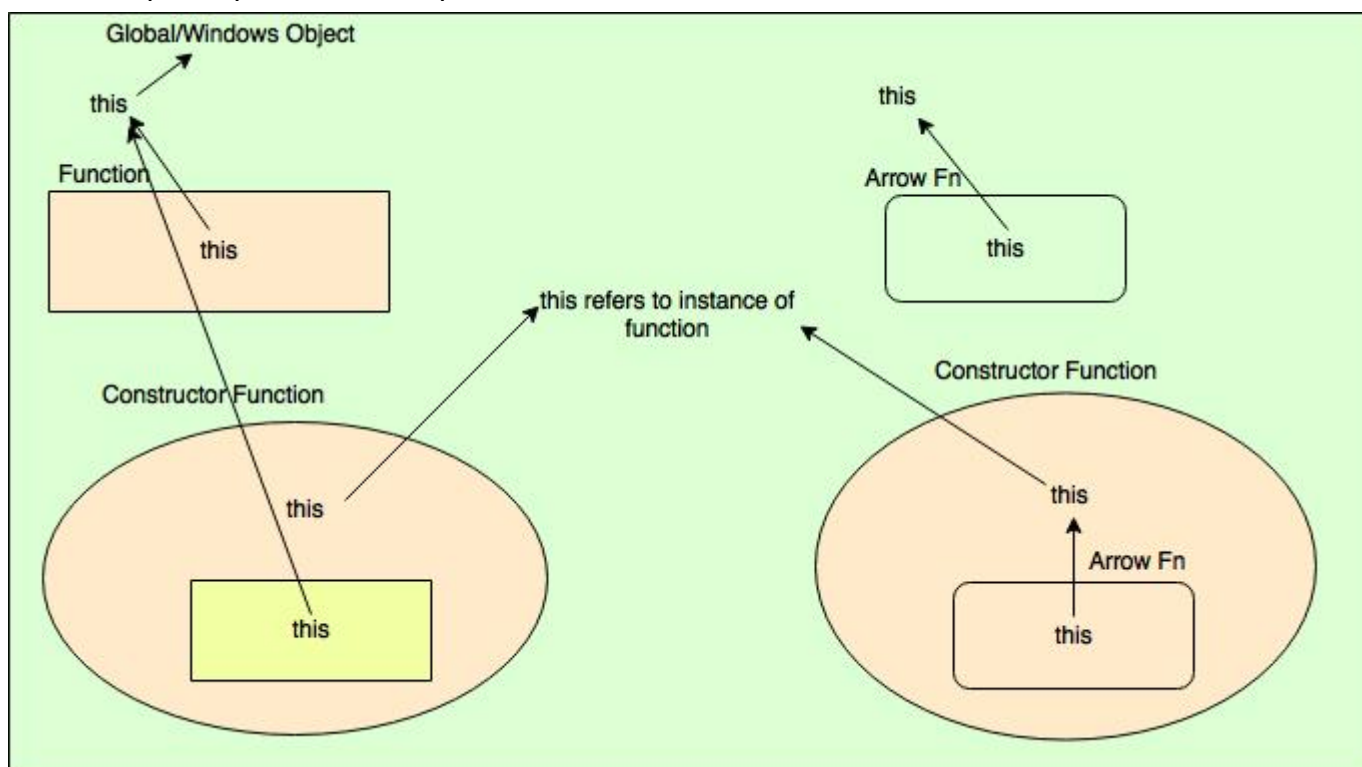 Global/Windows Object
this
Function
this
this
Arrow Fn
this
this refers to instance of
function
Constructor Function
this
this
Constructor Function
this
Arrow Fn
this